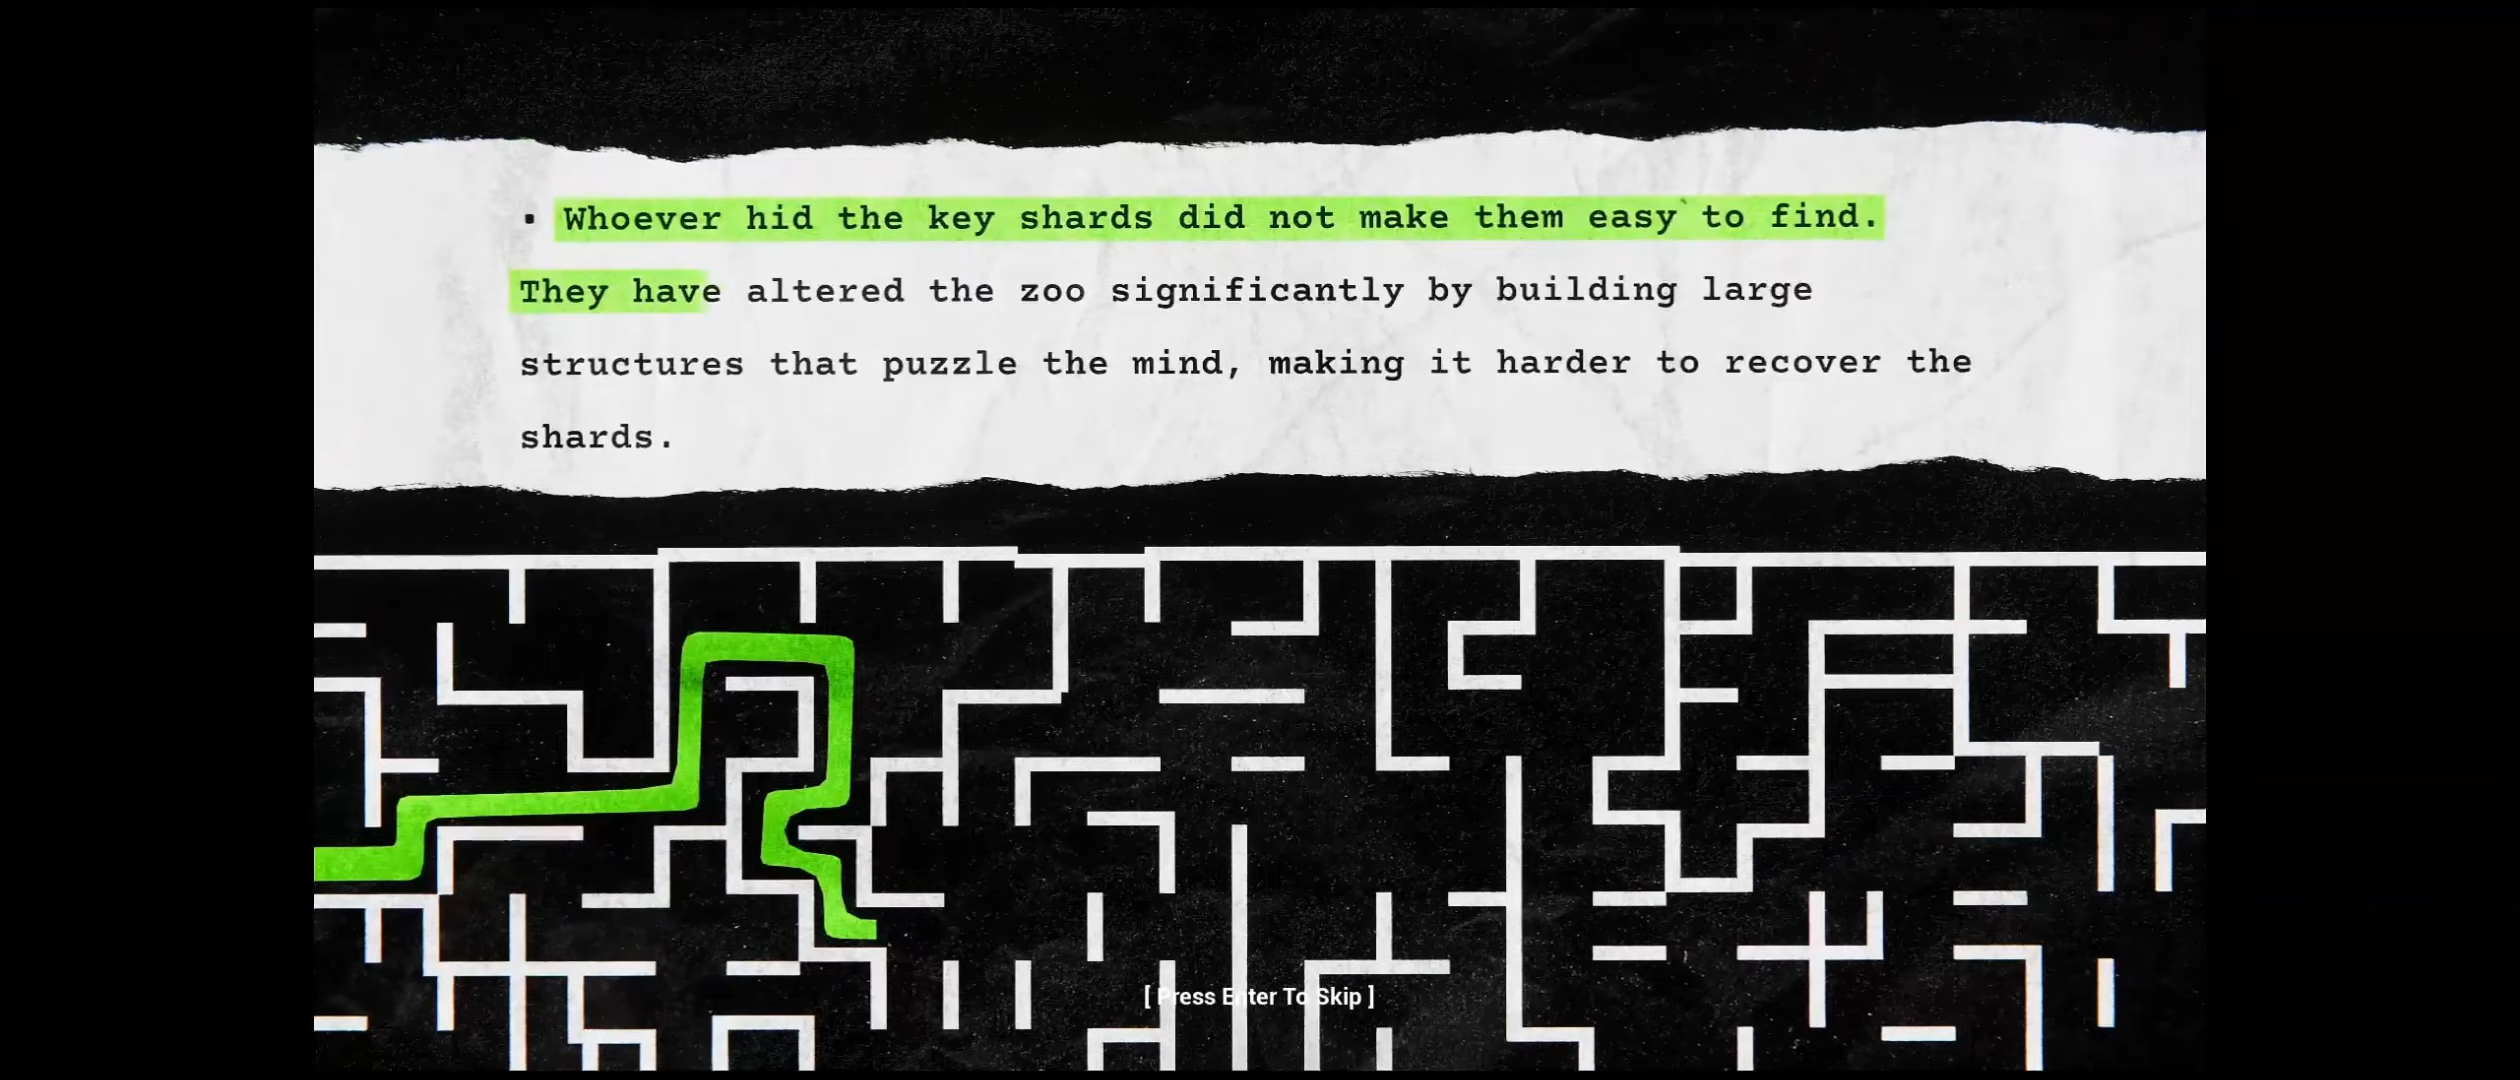 • Whoever hid the key shards did not make them easy to find.
They have altered the zoo significantly by building large
structures that puzzle the mind, making it harder to recover the
shards.
[ Press Enter To Skip ]